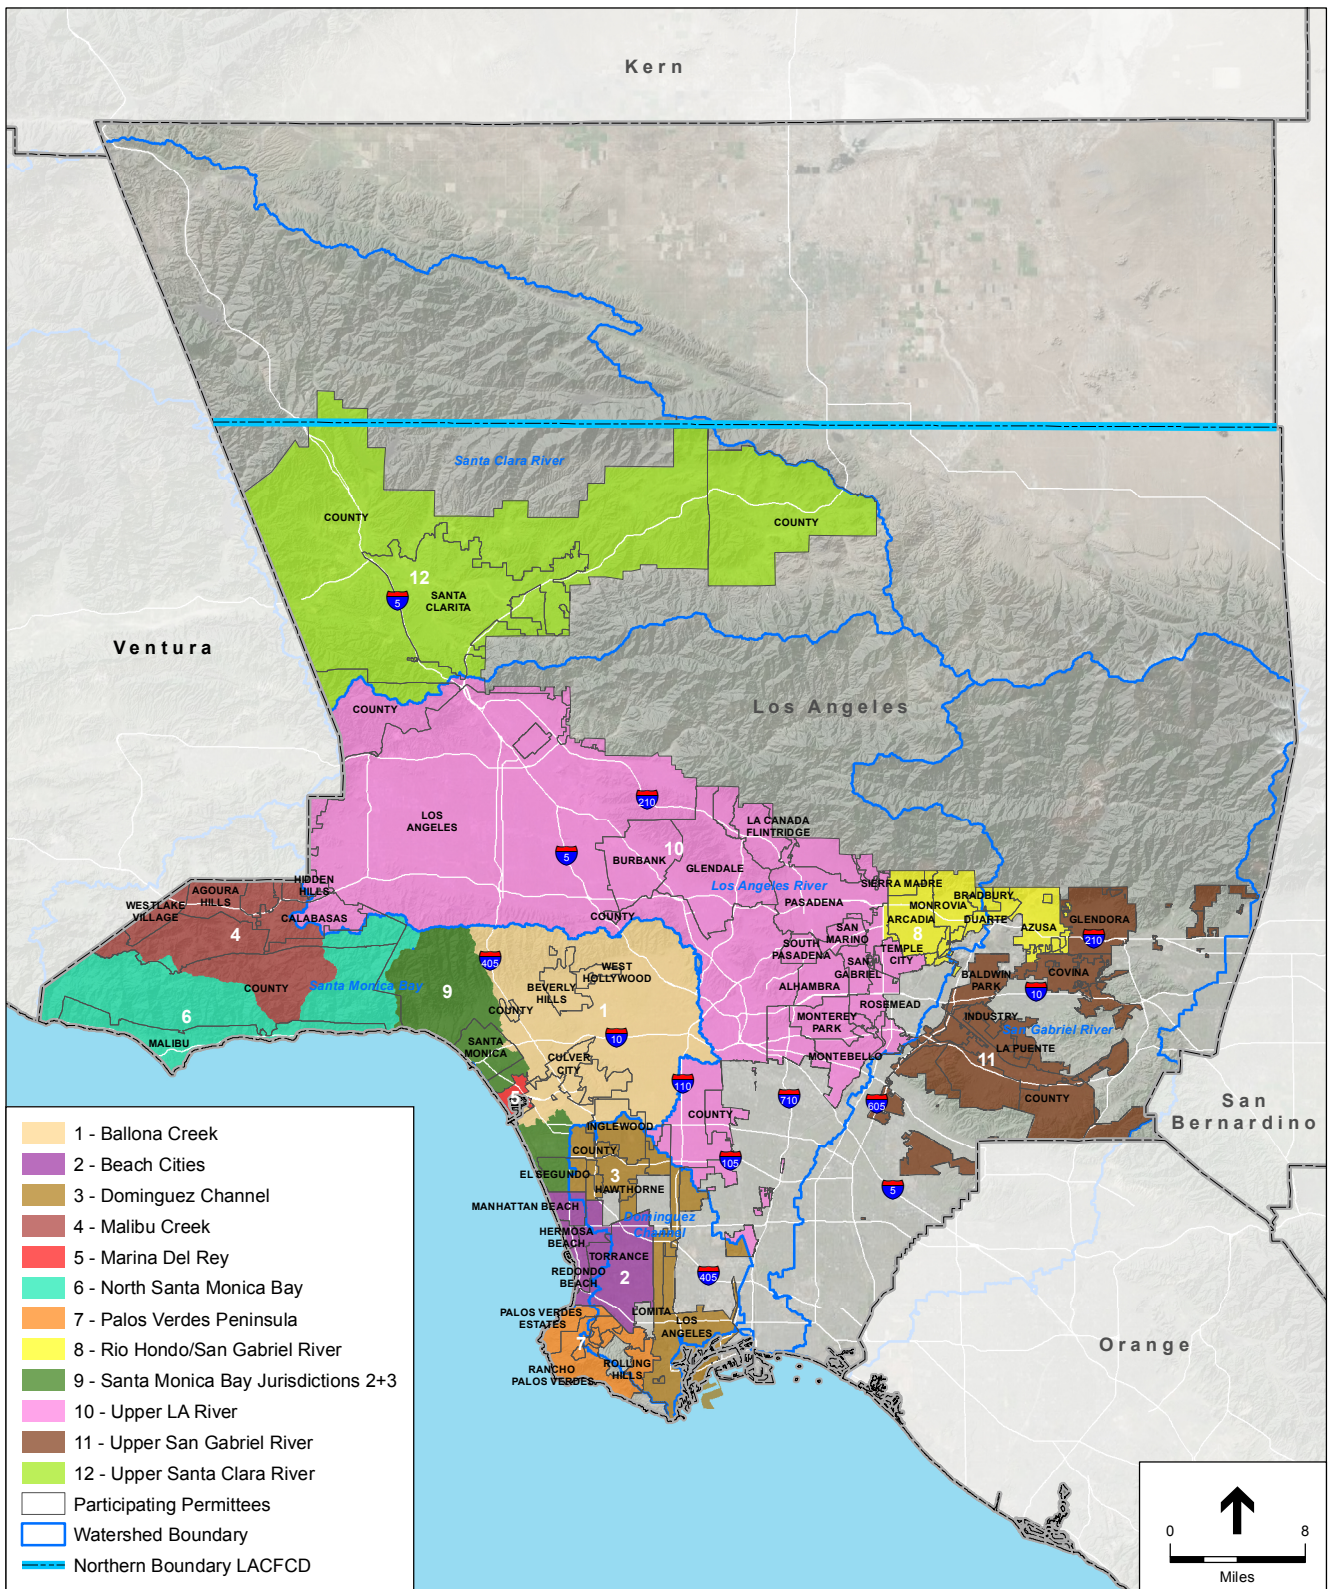 Kern
Santa Clara River
COUNTY
COUNTY
12
SANTA
CLARITA
5
Ventura
Los Angeles
COUNTY
210
LOS
ANGELES
LA CANADA
FLINTRIDGE
5
BURBANK
10
GLENDALE
Los Angeles River
HIDDEN
HILLS
AGOURA
HILLS
WESTLAKE
VILLAGE
CALABASAS
COUNTY
PASADENA
SIERRA MADRE
BRADBURY
MONROVIA
ARCADIA
DUARTE
8
AZUSA
GLENDORA
210
4
SAN
MARINO
SOUTH
PASADENA
TEMPLE
CITY
SAN
GABRIEL
405
WEST
HOLLYWOOD
BEVERLY
HILLS
COUNTY
Santa Monica Bay
9
COUNTY
1
ALHAMBRA
ROSEMEAD
BALDWIN
PARK
COVINA
10
6
MALIBU
SANTA
MONICA
10
MONTEREY
PARK
INDUSTRY
San Gabriel River
LA PUENTE
11
CULVER
CITY
MONTEBELLO
5
110
710
605
COUNTY
COUNTY
San
Bernardino
INGLEWOOD
COUNTY
105
EL SEGUNDO
3
HAWTHORNE
5
MANHATTAN BEACH
Dominguez
Channel
HERMOSA
BEACH
TORRANCE
REDONDO
BEACH
2
405
PALOS VERDES
ESTATES
LOMITA
LOS
ANGELES
7
RANCHO
PALOS VERDES
ROLLING
HILLS
Orange
1 - Ballona Creek
2 - Beach Cities
3 - Dominguez Channel
4 - Malibu Creek
5 - Marina Del Rey
6 - North Santa Monica Bay
7 - Palos Verdes Peninsula
8 - Rio Hondo/San Gabriel River
9 - Santa Monica Bay Jurisdictions 2+3
10 - Upper LA River
11 - Upper San Gabriel River
12 - Upper Santa Clara River
Participating Permittees
Watershed Boundary
Northern Boundary LACFCD
0 8
Miles